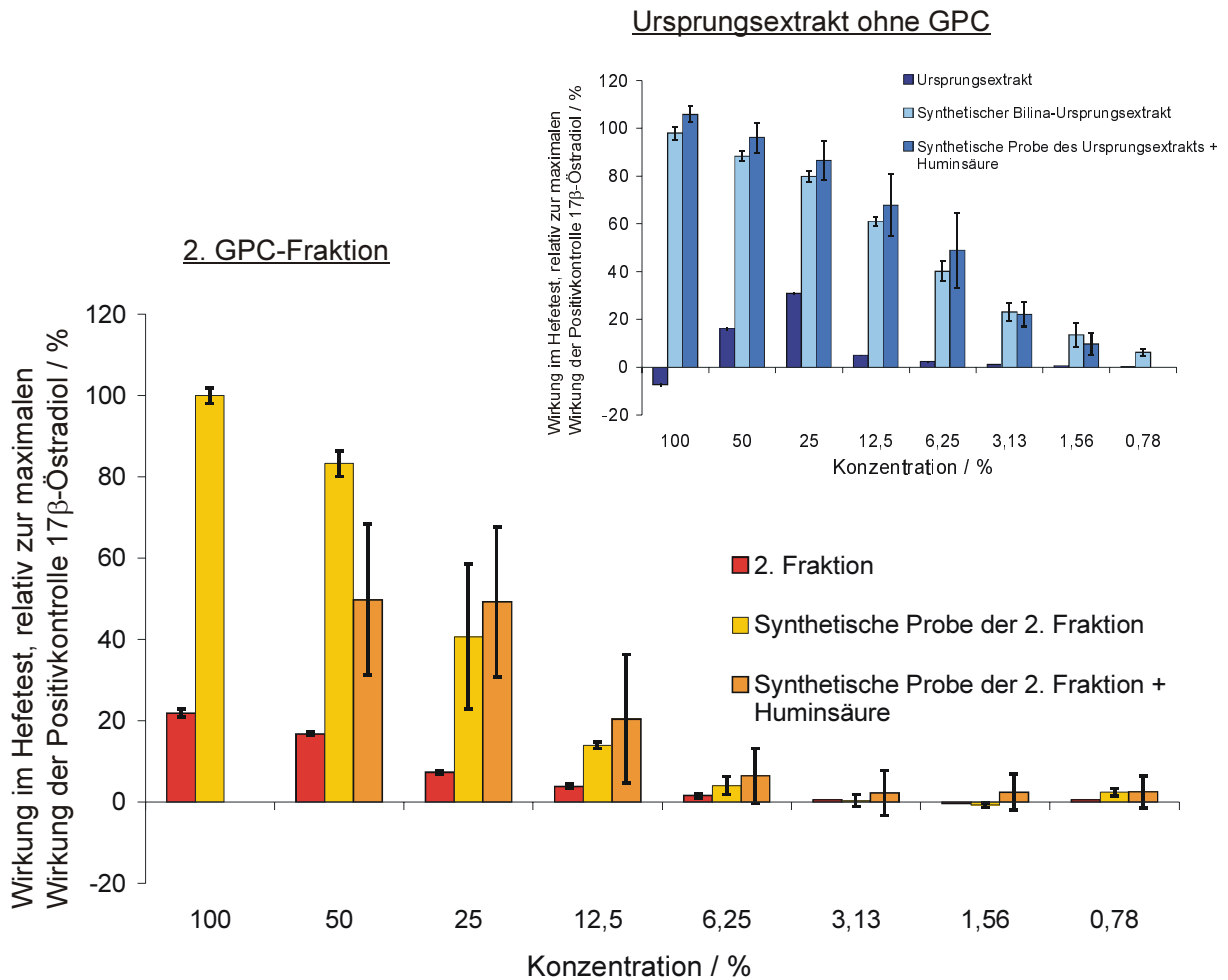 Ursprungsextrakt ohne GPC
Wirkung im Hefetest, relativ zur maximalen
Wirkung der Positivkontrolle 17β-Östradiol / %
120
100
80
60
40
20
0
-20
Ursprungsextrakt
Synthetischer Bilina-Ursprungsextrakt
Synthetische Probe des Ursprungsextrakts +
Huminsäure
100 50 25 12,5 6,25 3,13 1,56 0,78
Konzentration / %
2. GPC-Fraktion
Wirkung im Hefetest, relativ zur maximalen
Wirkung der Positivkontrolle 17β-Östradiol / %
120
100
80
60
40
20
0
-20
2. Fraktion
Synthetische Probe der 2. Fraktion
Synthetische Probe der 2. Fraktion +
Huminsäure
100 50 25 12,5 6,25 3,13 1,56 0,78
Konzentration / %